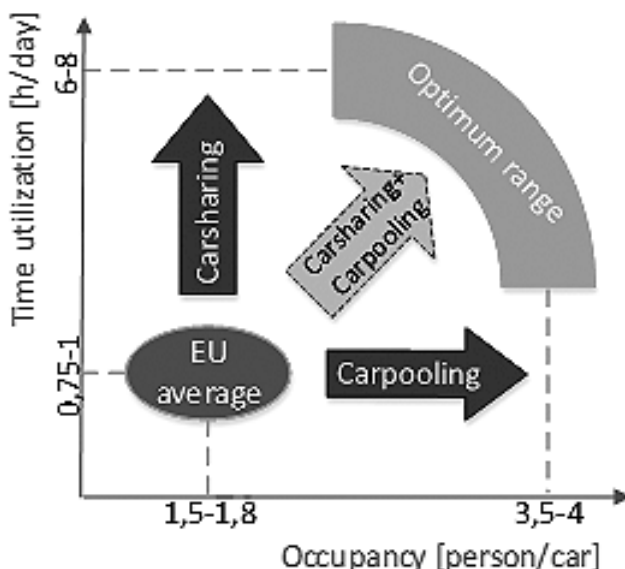 Time utilization [h/day]
6-8
0,75-1
Carsharing
Optimum range
Carsharing+
Carpooling
EU
average
Carpooling
1,5-1,8
3,5-4
Occupancy [person/car]